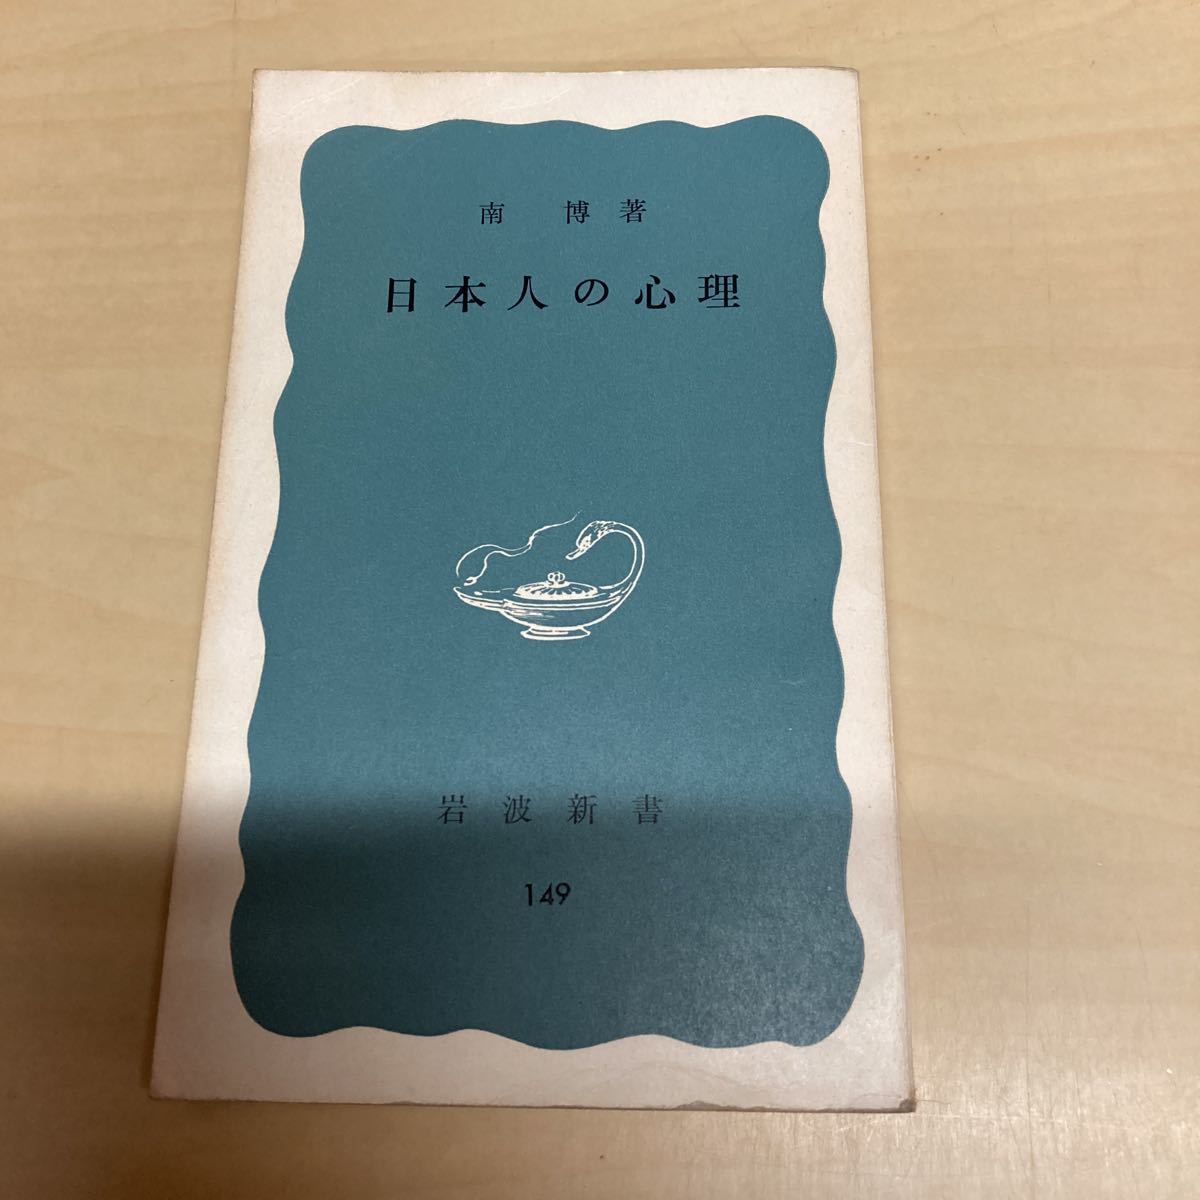 南 博 著
日本人の心理
岩波新書
149